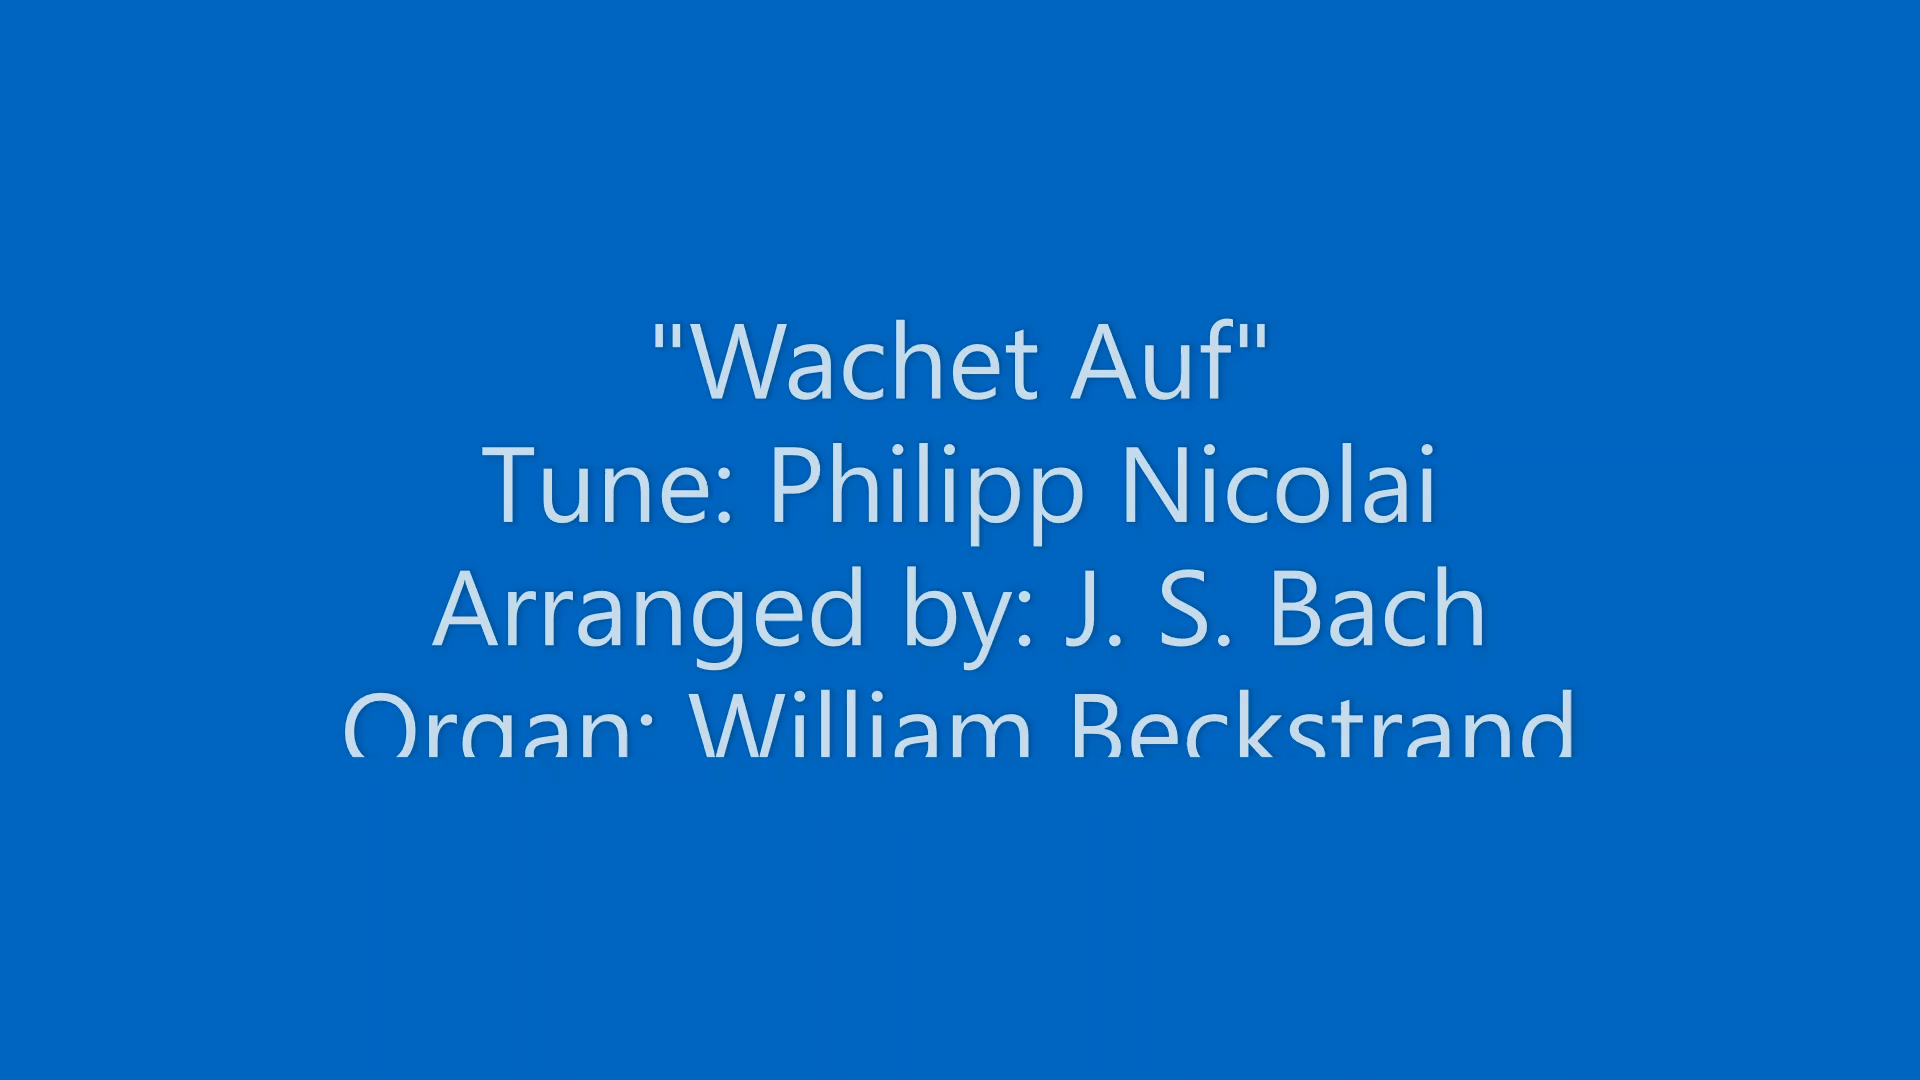 "Wachet Auf"
Tune: Philipp Nicolai
Arranged by: J. S. Bach
Organ: William Beckstrand